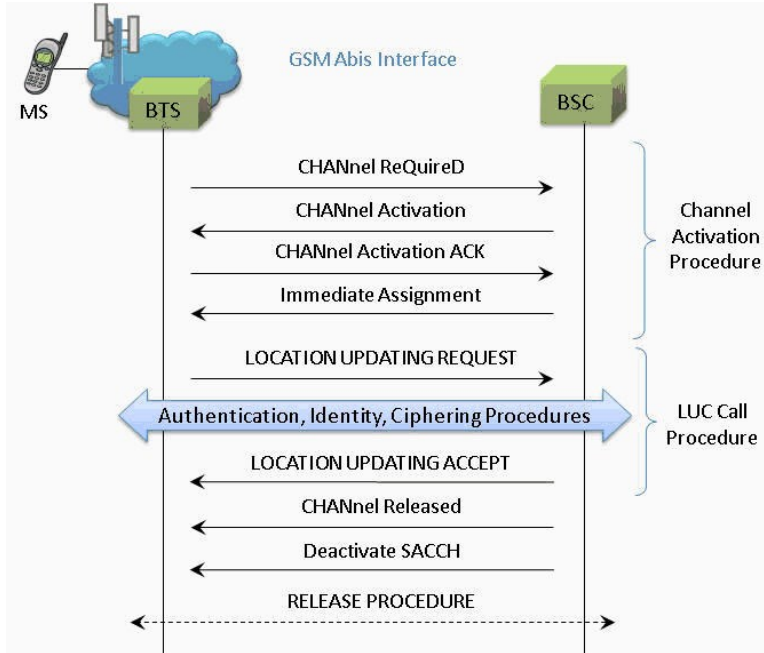 GSM Abis Interface
MS
BTS
BSC
CHANnel ReQuireD
CHANnel Activation
CHANnel Activation ACK
Immediate Assignment
Channel
Activation
Procedure
LOCATION UPDATING REQUEST
Authentication, Identity, Ciphering Procedures
LOCATION UPDATING ACCEPT
LUC Call
Procedure
CHANnel Released
Deactivate SACCH
RELEASE PROCEDURE